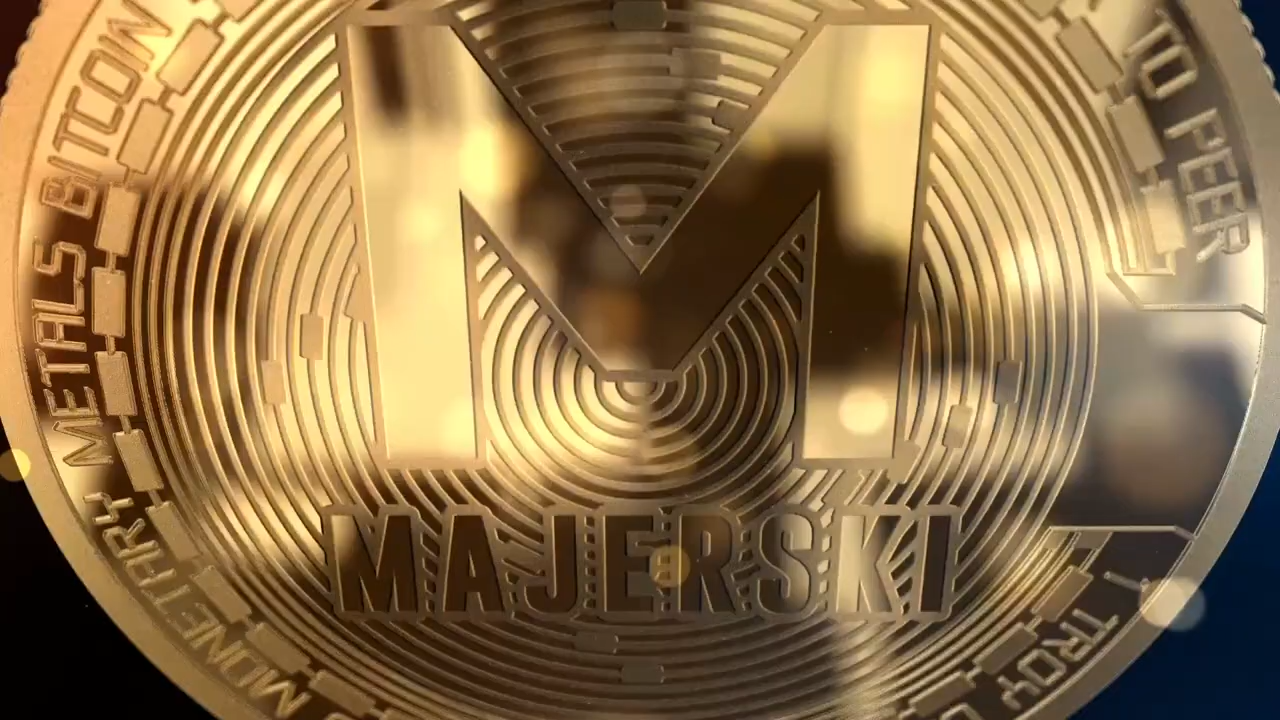 M
MAJERSKI
MONETARY METALS BITCOIN
TO PEER
TROY